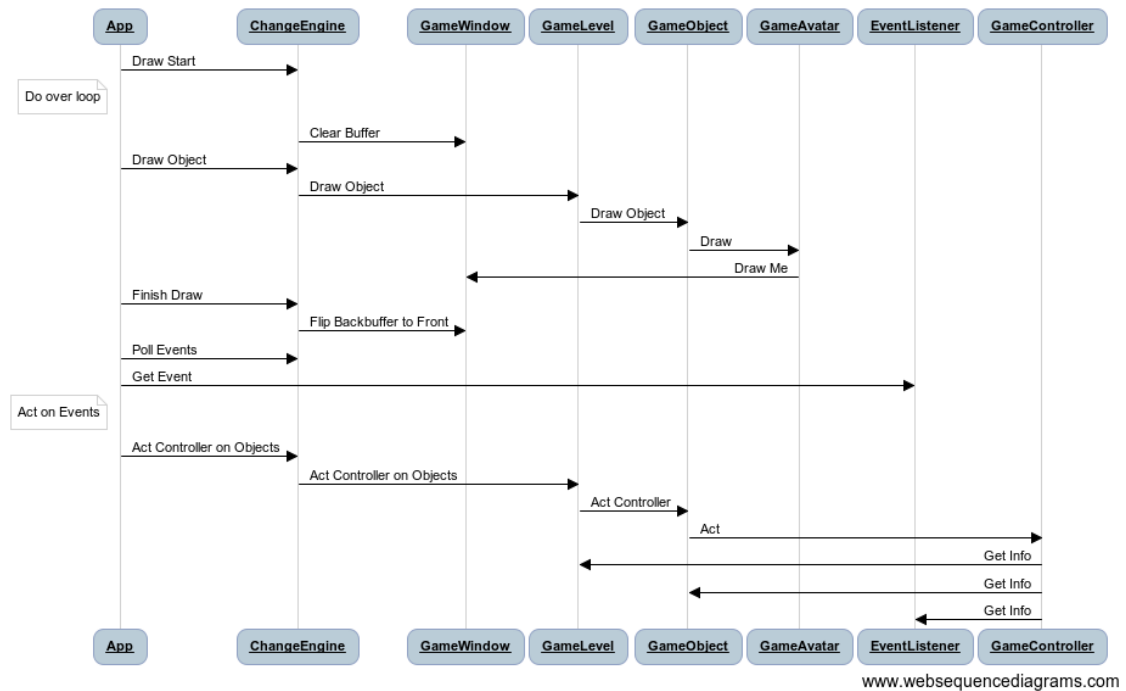 App ChangeEngine GameWindow GameLevel GameObject GameAvatar EventListener GameController
Draw Start
Do over loop
Clear Buffer
Draw Object
Draw Object
Draw Object
Draw
Draw Me
Finish Draw
Flip Backbuffer to Front
Poll Events
Get Event
Act on Events
Act Controller on Objects
Act Controller on Objects
Act Controller
Act
Get Info
Get Info
Get Info
App ChangeEngine GameWindow GameLevel GameObject GameAvatar EventListener GameController
www.websequencediagrams.com